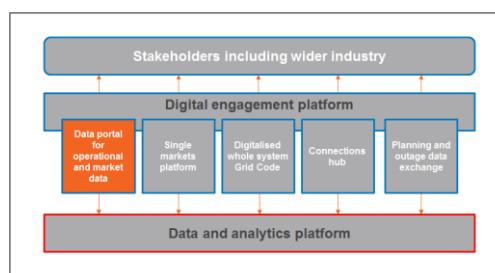 Stakeholders including wider industry
Digital engagement platform
Data portal
for
operational
and market
data
Single
markets
platform
Digitalised
whole system
Grid Code
Connections
hub
Planning and
outage data
exchange
Data and analytics platform